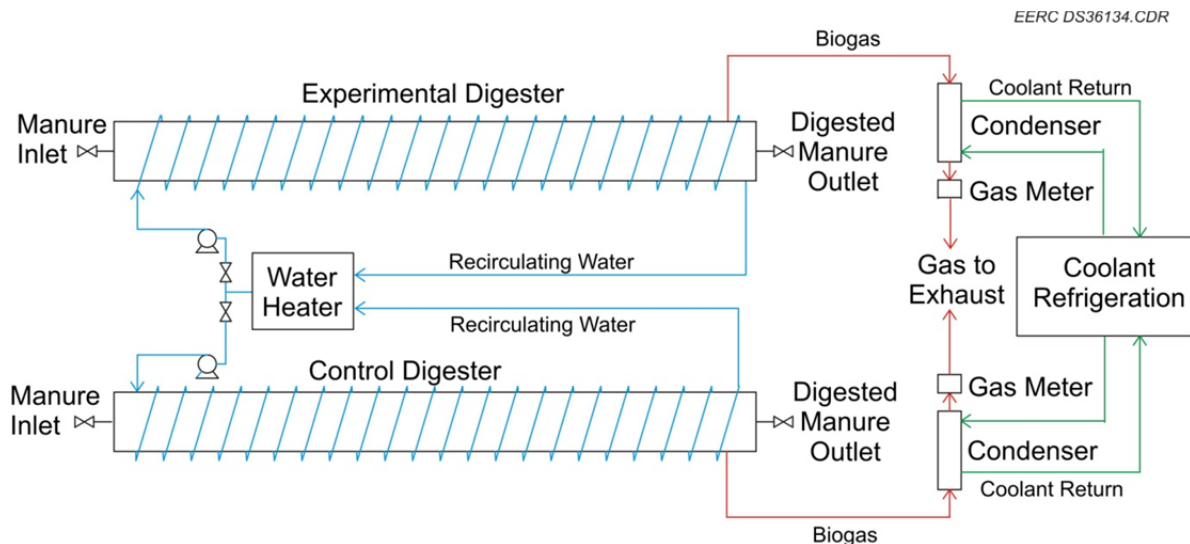 EERC DS36134.CDR
Biogas
Experimental Digester
Coolant Return
Manure
Inlet
Digested
Manure
Outlet
Condenser
Gas Meter
Water
Heater
Recirculating Water
Recirculating Water
Gas to
Exhaust
Coolant
Refrigeration
Control Digester
Manure
Inlet
Digested
Manure
Outlet
Gas Meter
Condenser
Coolant Return
Biogas